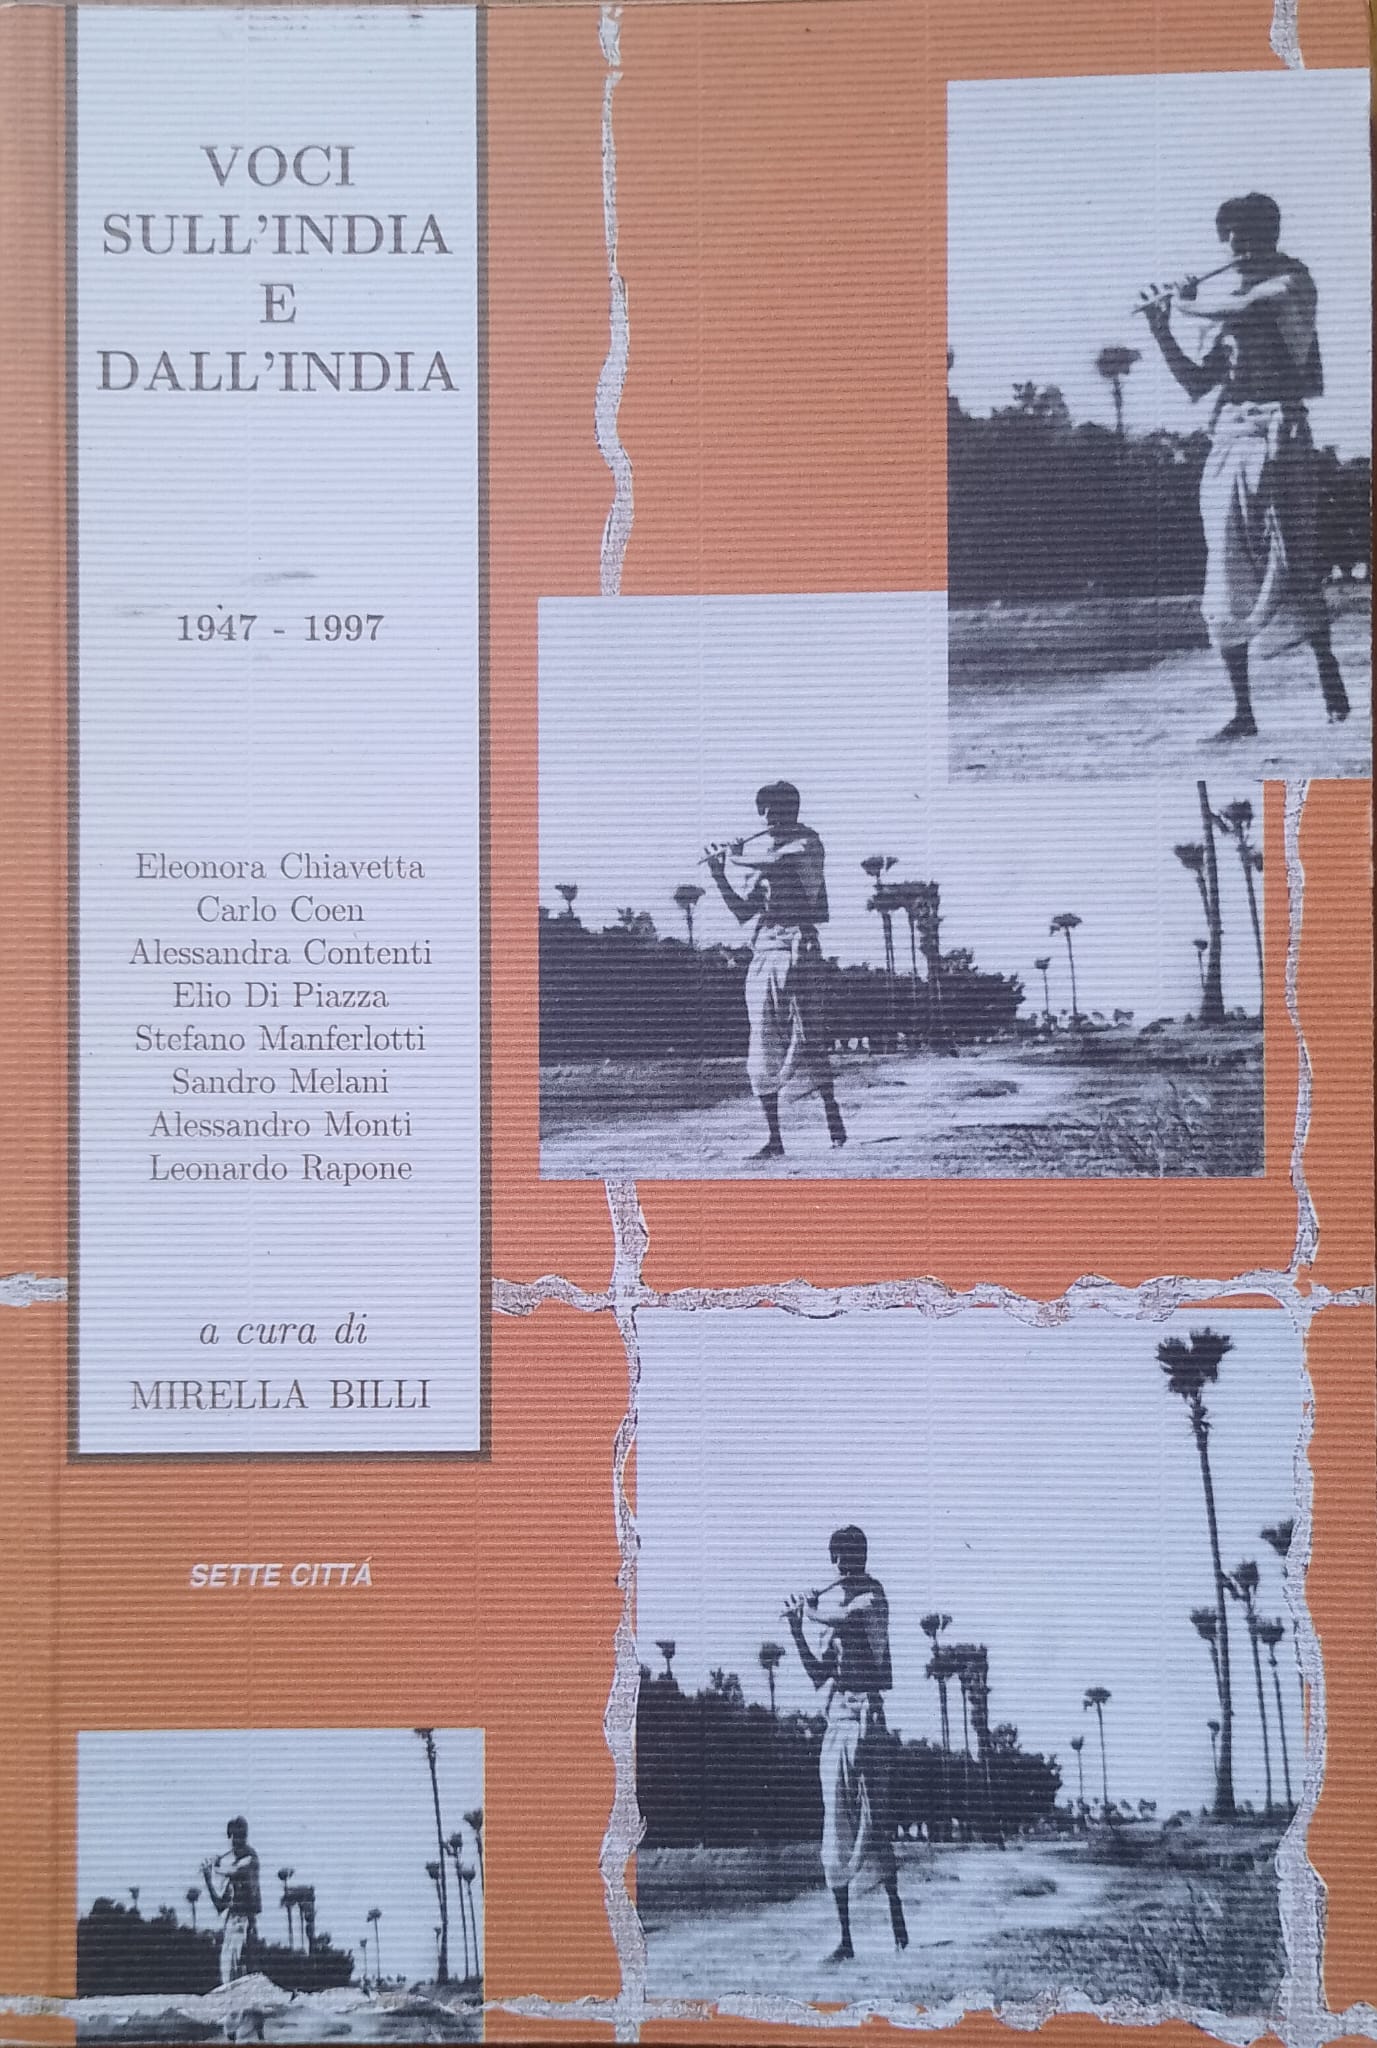 VOCI
SULL'INDIA
E
DALL'INDIA
1947 - 1997
Eleonora Chiavetta
Carlo Coen
Alessandra Contenti
Elio Di Piazza
Stefano Manferlotti
Sandro Melani
Alessandro Monti
Leonardo Rapone
a cura di
MIRELLA BILLI
SETTE CITTÁ